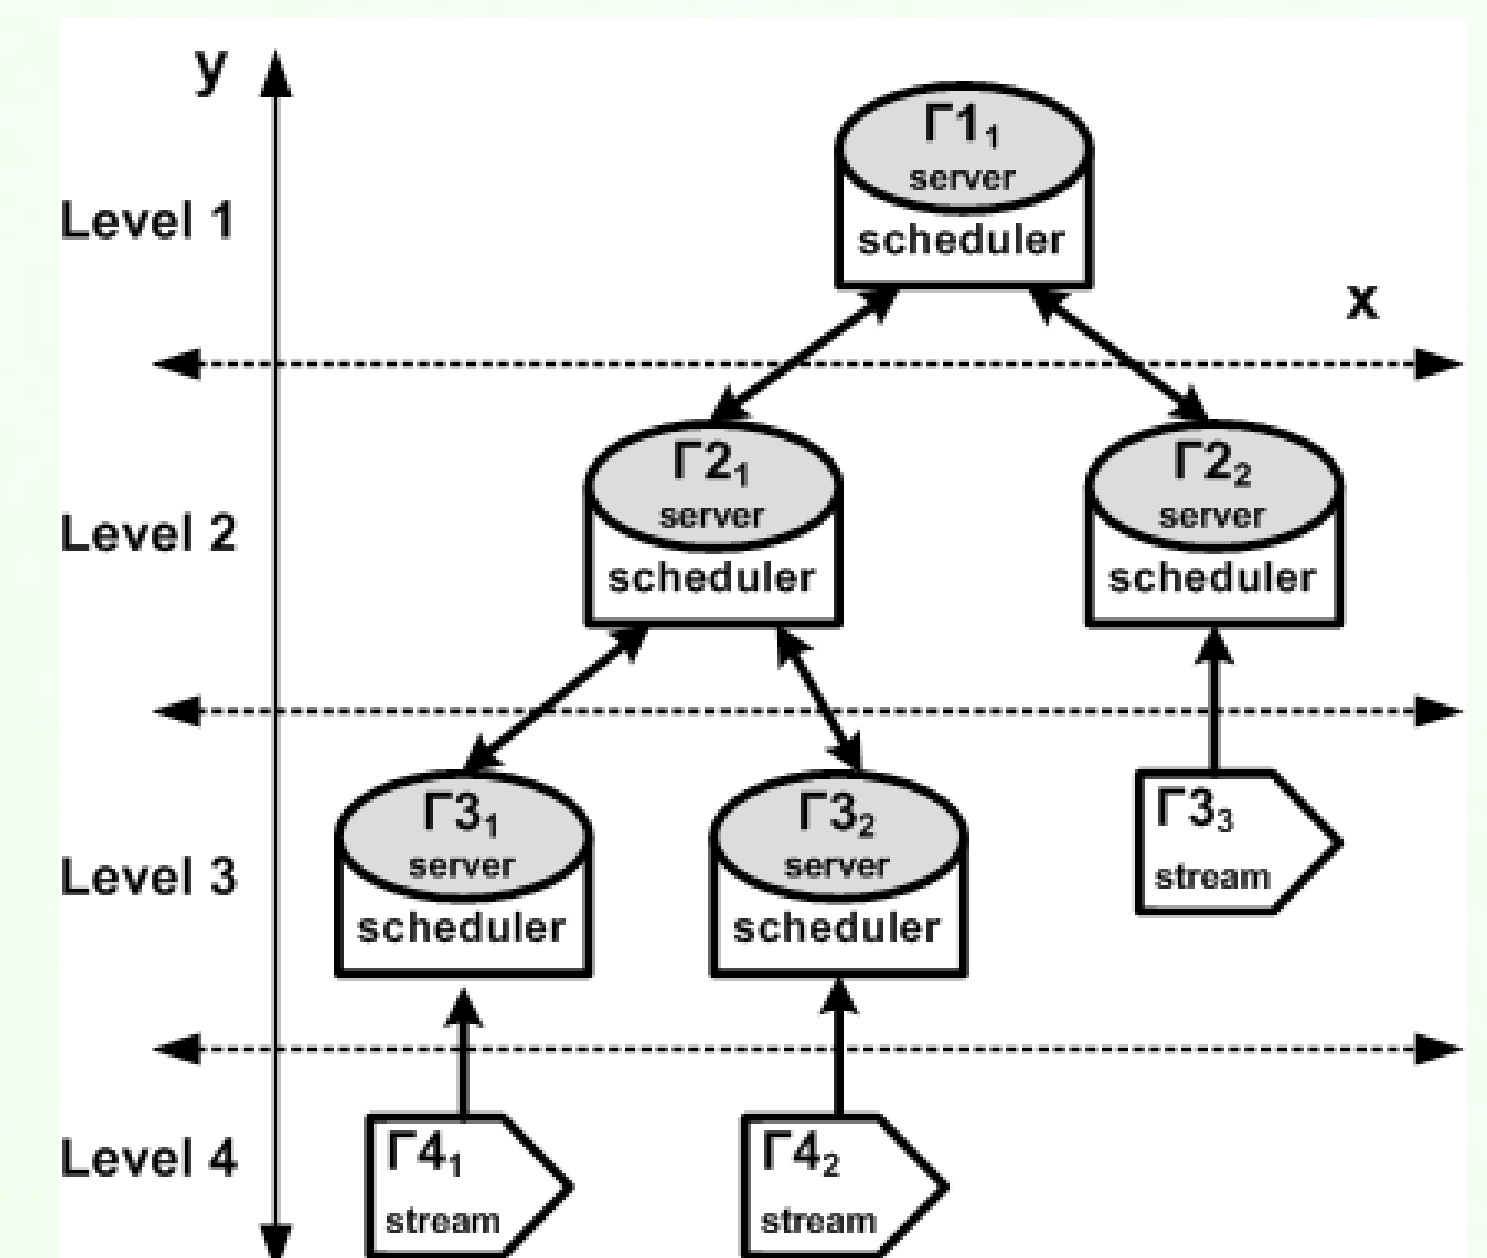 y
Γ1₁
server
Level 1
scheduler
x
Γ2₁
server
scheduler
Γ2₂
server
scheduler
Level 2
Γ3₁
server
scheduler
Γ3₂
server
scheduler
Γ3₃
stream
Level 3
Γ4₁
stream
Γ4₂
stream
Level 4